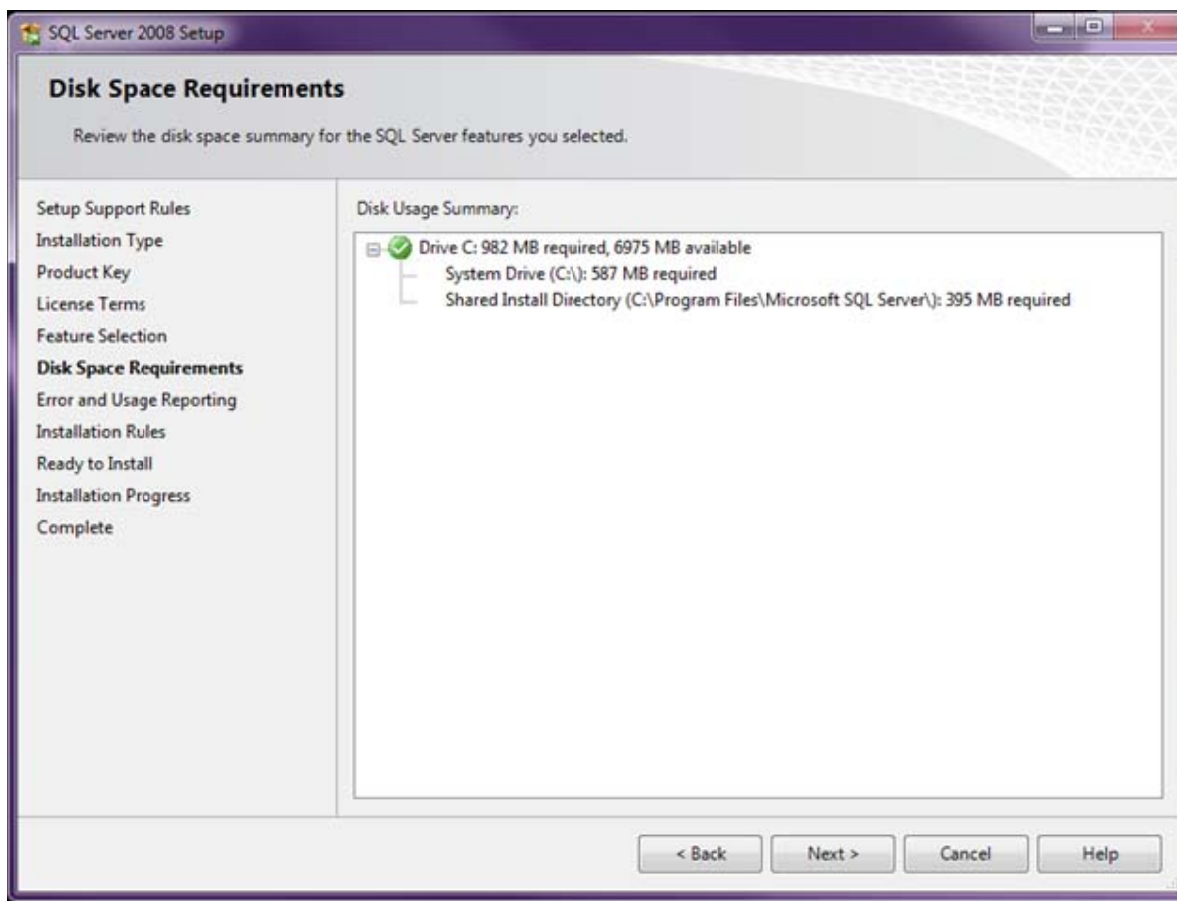 SQL Server 2008 Setup
Disk Space Requirements
Review the disk space summary for the SQL Server features you selected.
Setup Support Rules
Installation Type
Product Key
License Terms
Feature Selection
Disk Space Requirements
Error and Usage Reporting
Installation Rules
Ready to Install
Installation Progress
Complete
Disk Usage Summary:
Drive C: 982 MB required, 6975 MB available
System Drive (C:\): 587 MB required
Shared Install Directory (C:\Program Files\Microsoft SQL Server\): 395 MB required
< Back
Next >
Cancel
Help